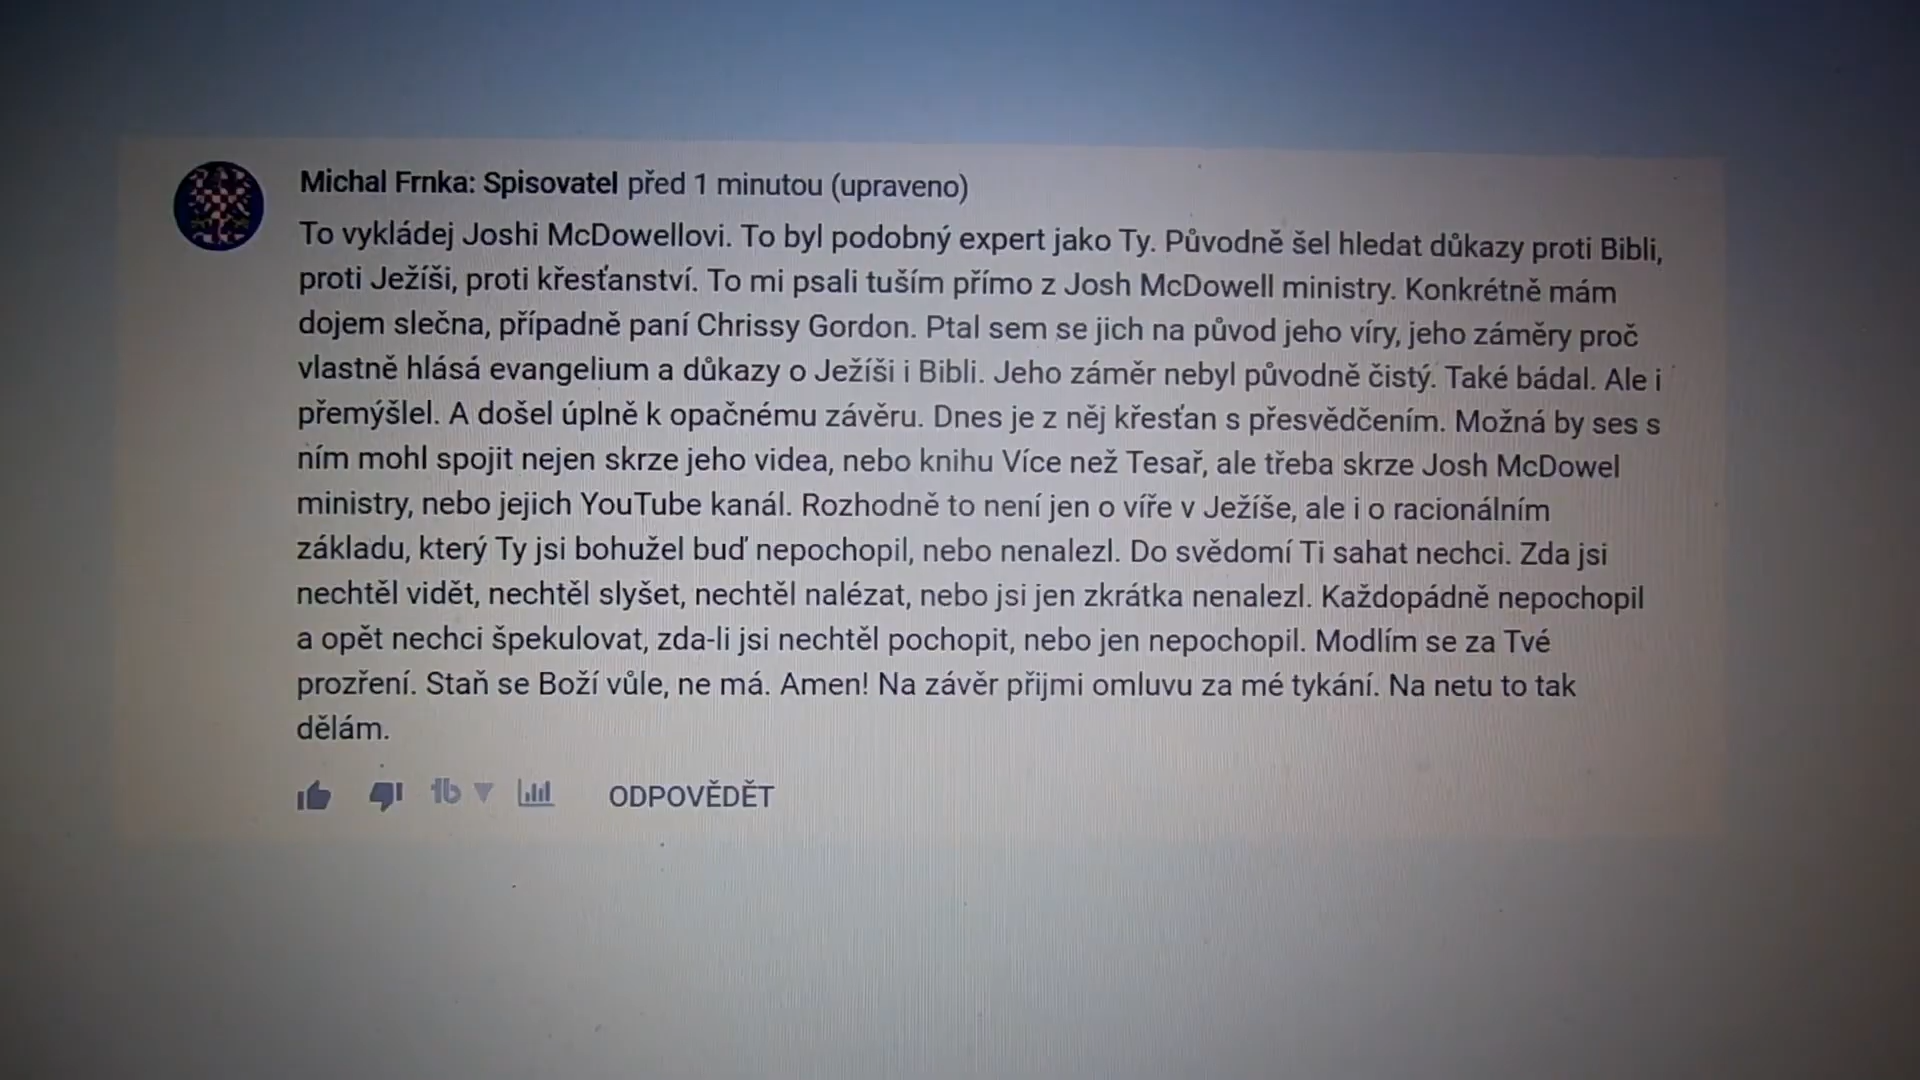 Michal Frnka: Spisovatel před 1 minutou (upraveno)
To vykládej Joshi McDowellovi. To byl podobný expert jako Ty. Původně šel hledat důkazy proti Bibli,
proti Ježíši, proti křesťanství. To mi psali tuším přímo z Josh McDowell ministry. Konkrétně mám
dojem slečna, případně paní Chrissy Gordon. Ptal sem se jich na původ jeho víry, jeho záměry proč
vlastně hlásá evangelium a důkazy o Ježíši i Bibli. Jeho záměr nebyl původně čistý. Také bádal. Ale i
přemýšlel. A došel úplně k opačnému závěru. Dnes je z něj křesťan s přesvědčením. Možná by ses s
ním mohl spojit nejen skrze jeho videa, nebo knihu Více než Tesař, ale třeba skrze Josh McDowel
ministry, nebo jejich YouTube kanál. Rozhodně to není jen o víře v Ježíše, ale i o racionálním
základu, který Ty jsi bohužel buď nepochopil, nebo nenalezl. Do svědomí Ti sahat nechci. Zda jsi
nechtěl vidět, nechtěl slyšet, nechtěl nalézat, nebo jsi jen zkrátka nenalezl. Každopádně nepochopil
a opět nechci špekulovat, zda-li jsi nechtěl pochopit, nebo jen nepochopil. Modlím se za Tvé
prozření. Staň se Boží vůle, ne má. Amen! Na závěr přijmi omluvu za mé tykání. Na netu to tak
dělám.
ODPOVĚDĚT